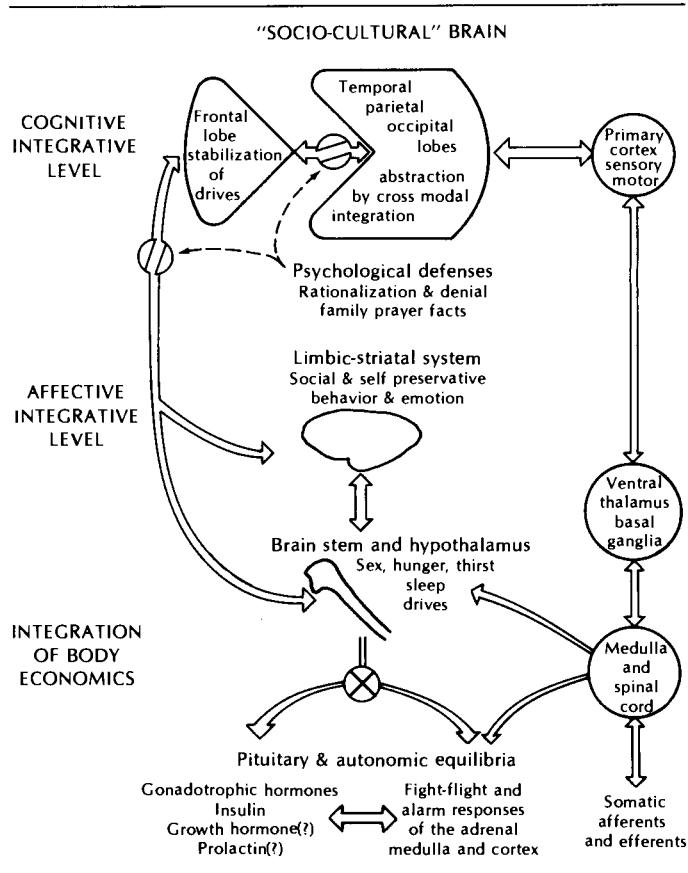 "SOCIO-CULTURAL" BRAIN
COGNITIVE
INTEGRATIVE
LEVEL
Frontal
lobe
stabilization
of
drives
Temporal
parietal
occipital
lobes
abstraction
by cross modal
integration
Primary
cortex
sensory
motor
Psychological defenses
Rationalization & denial
family prayer facts
AFFECTIVE
INTEGRATIVE
LEVEL
Limbic-striatal system
Social & self preservative
behavior & emotion
Ventral
thalamus
basal
ganglia
Brain stem and hypothalamus
Sex, hunger, thirst
sleep
drives
INTEGRATION
OF BODY
ECONOMICS
Medulla
and
spinal
cord
Pituitary & autonomic equilibria
Gonadotrophic hormones
Insulin
Growth hormone(?)
Prolactin(?)
Fight-flight and
alarm responses
of the adrenal
medulla and cortex
Somatic
afferents
and efferents